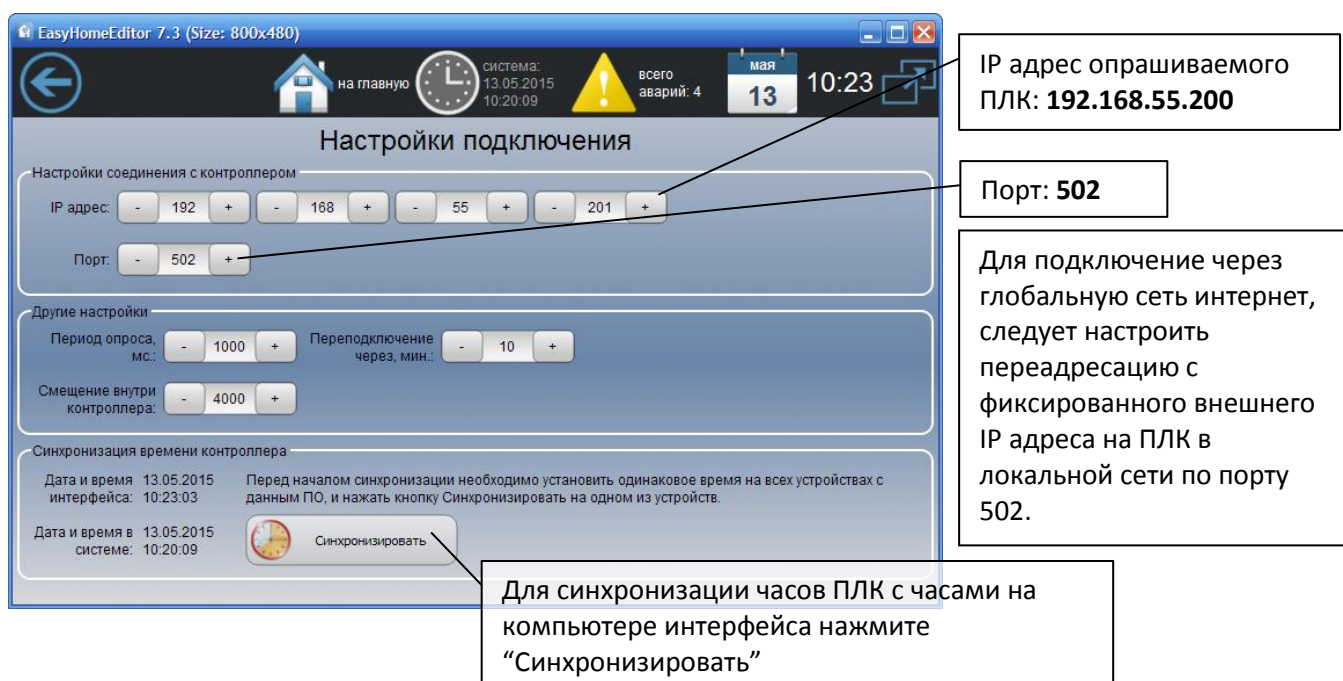 EasyHomeEditor 7.3 (Size: 800x480)
на главную
система:
13.05.2015
10:20:09
всего
аварий: 4
мая
13
10:23
Настройки подключения
Настройки соединения с контроллером
IP адрес: - 192 + - 168 + - 55 + - 201 +
Порт: - 502 +
Другие настройки
Период опроса,
мс.: - 1000 +
Переподключение
через, мин.: - 10 +
Смещение внутри
контроллера: - 4000 +
Синхронизация времени контроллера
Дата и время
интерфейса:
13.05.2015
10:23:03
Перед началом синхронизации необходимо установить одинаковое время на всех устройствах с
данным ПО, и нажать кнопку Синхронизировать на одном из устройств.
Дата и время в
системе:
13.05.2015
10:20:09
Синхронизировать
IP адрес опрашиваемого
ПЛК: 192.168.55.200
Порт: 502
Для подключение через
глобальную сеть интернет,
следует настроить
переадресацию с
фиксированного внешнего
IP адреса на ПЛК в
локальной сети по порту
502.
Для синхронизации часов ПЛК с часами на
компьютере интерфейса нажмите
“Синхронизировать”